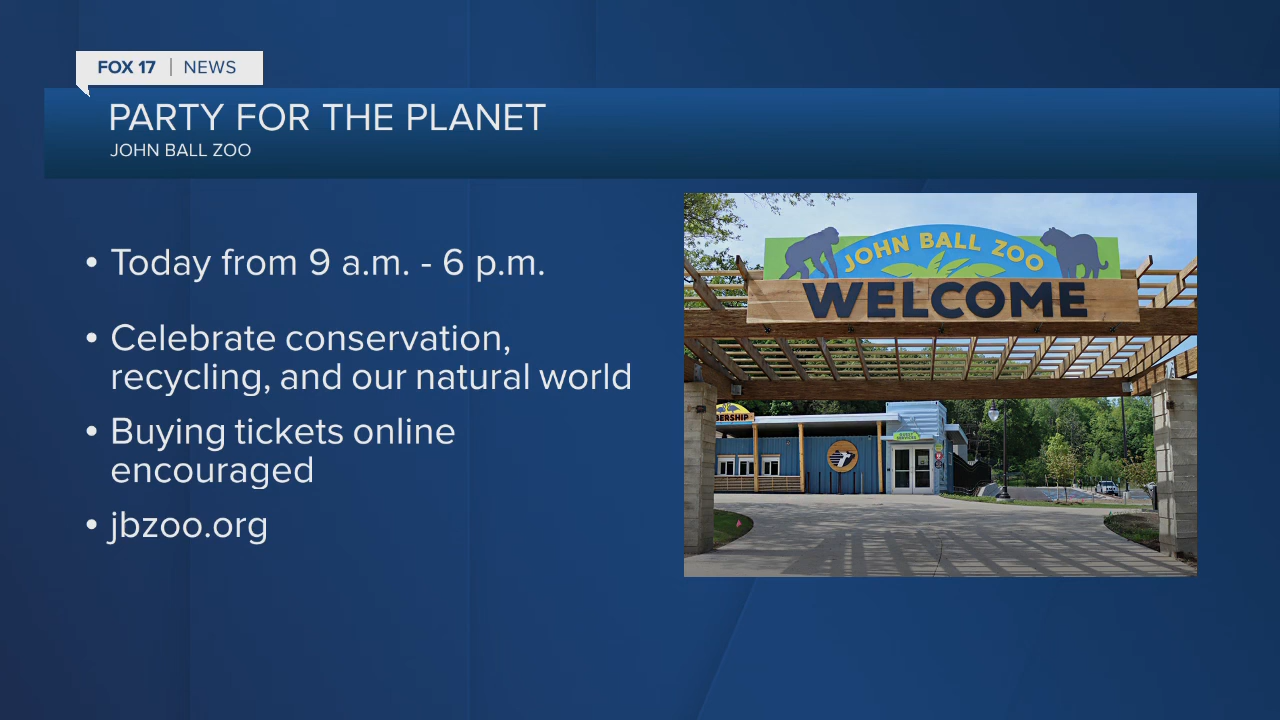 FOX 17 | NEWS
PARTY FOR THE PLANET
JOHN BALL ZOO
• Today from 9 a.m. - 6 p.m.
• Celebrate conservation,
recycling, and our natural world
• Buying tickets online
encouraged
• jbzoo.org
JOHN BALL ZOO
WELCOME
BERSHIP